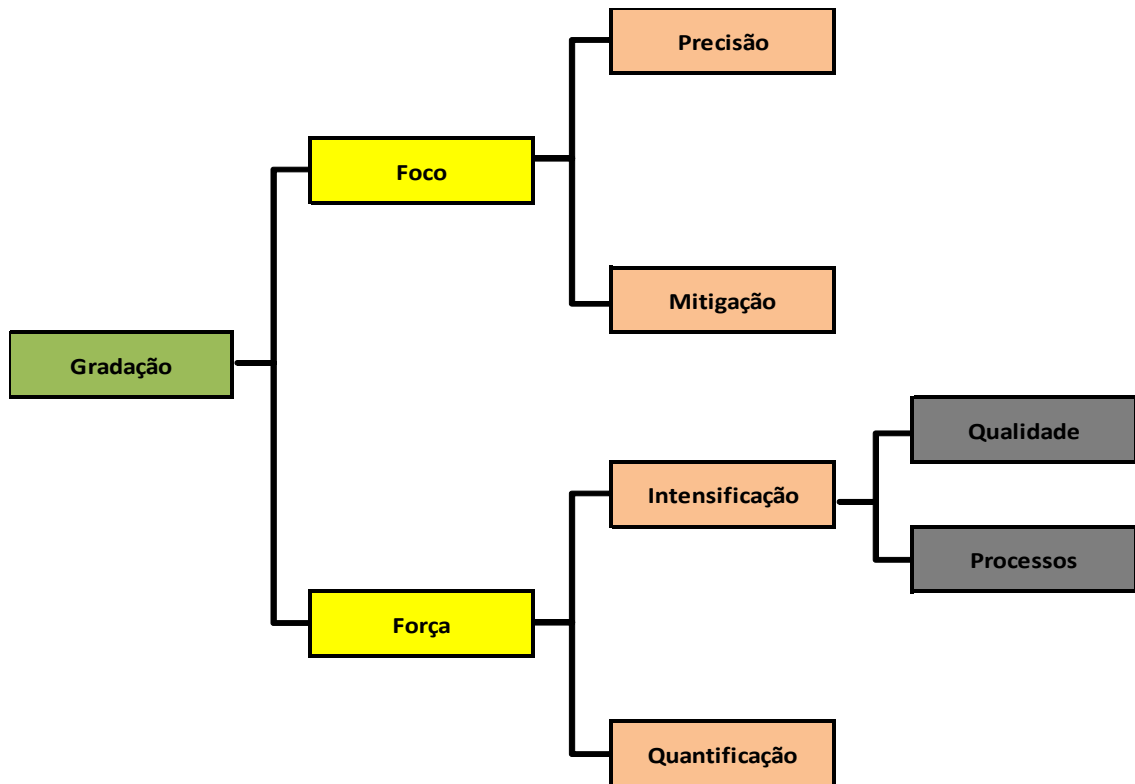 Precisão
Foco
Mitigação
Gradação
Qualidade
Intensificação
Processos
Força
Quantificação